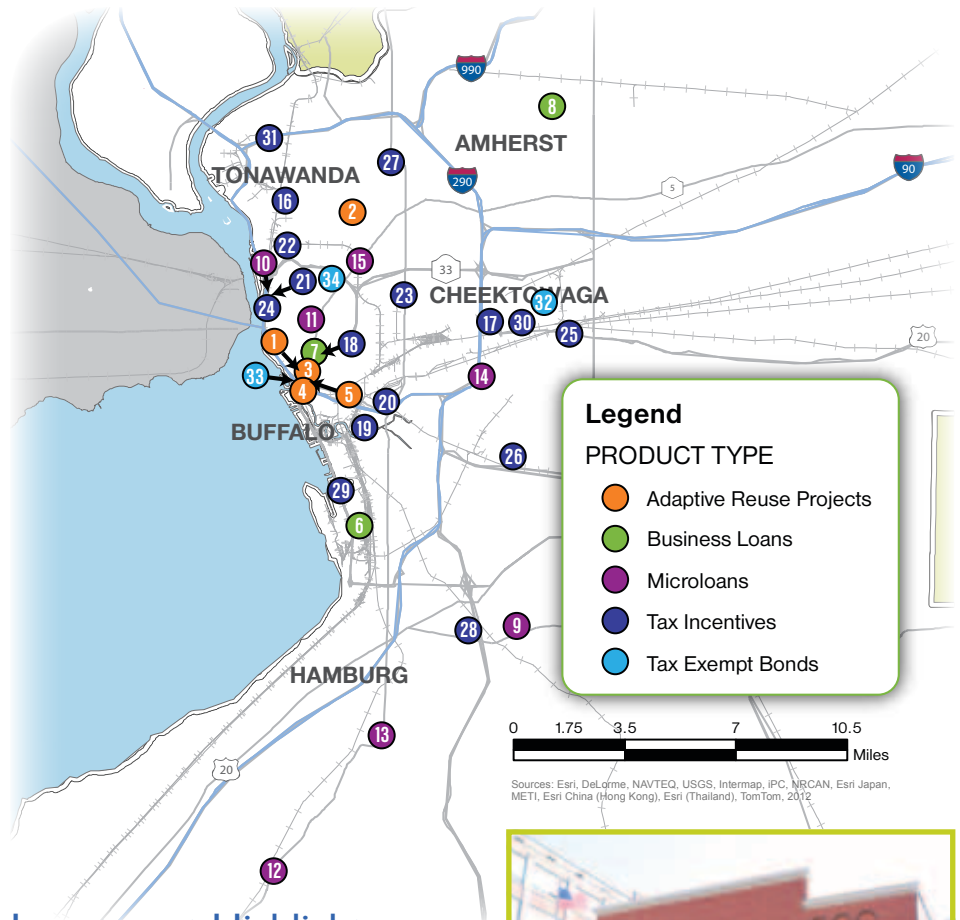 990
8
AMHERST
31
27
TONAWANDA
290
90
5
16
2
22
10
15
33
21
34
23
CHEEKTOWAGA
24
32
11
17
30
25
20
1
7
18
3
33
14
4
5
20
BUFFALO
19
26
29
6
28
9
HAMBURG
13
20
12
Legend
PRODUCT TYPE
Adaptive Reuse Projects
Business Loans
Microloans
Tax Incentives
Tax Exempt Bonds
0 1.75 3.5 7 10.5
Miles
Sources: Esri, DeLorme, NAVTEQ, USGS, Intermap, iPC, NRCAN, Esri Japan,
METI, Esri China (Hong Kong), Esri (Thailand), TomTom, 2012